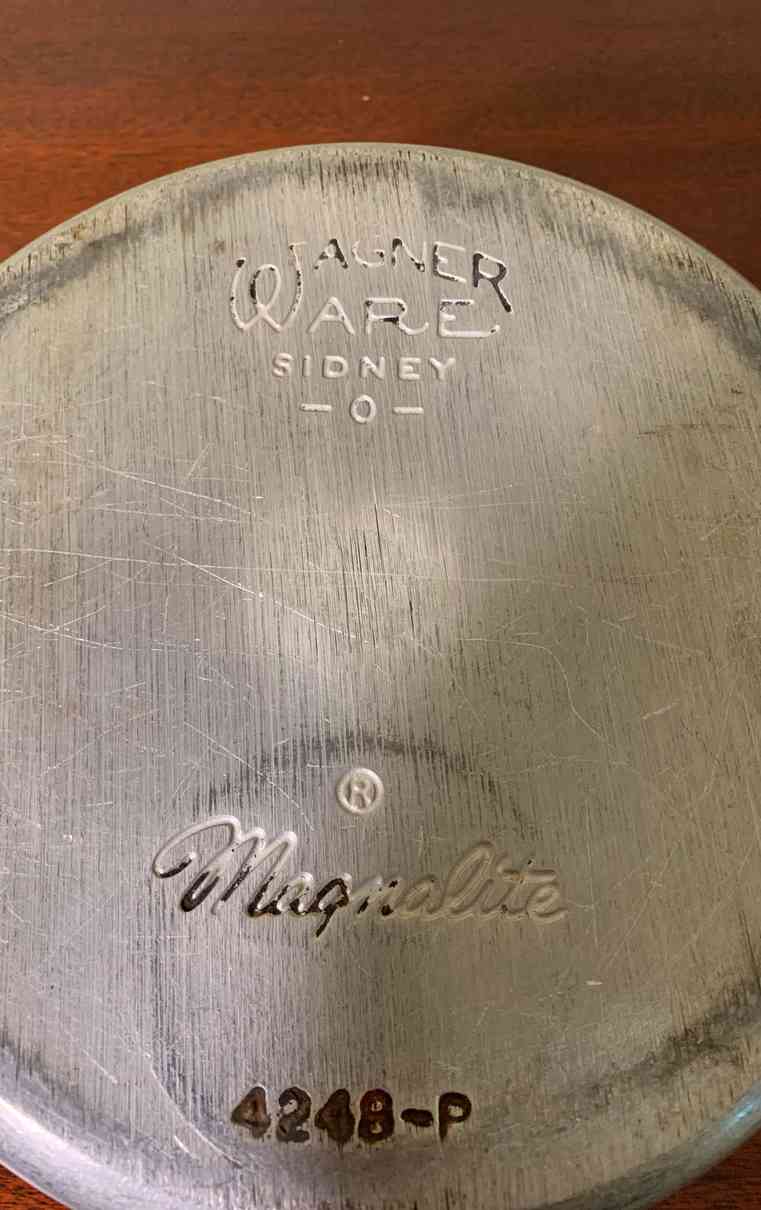 WAGNER
WARE
SIDNEY
-O-
®
Magnalite
4248-P